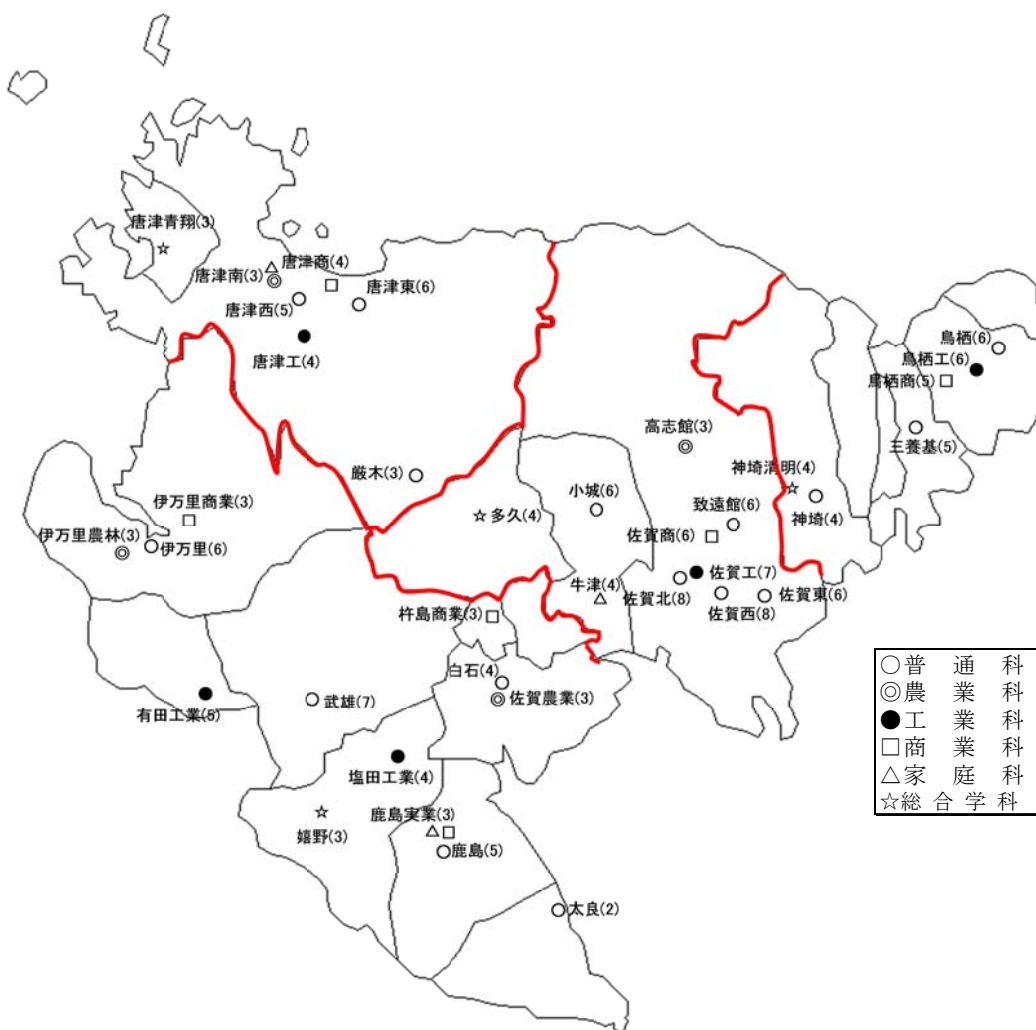 唐津青翔(3)
☆
唐津商(4)
唐津南(3)
唐津東(6)
唐津西(5)
唐津工(4)
鳥栖(6)
鳥栖工(6)
鳥栖商(5)
三養基(5)
高志館(3)
厳木(3)
神埼清明(4)
☆
神埼(4)
小城(6)
致遠館(6)
☆多久(4)
佐賀商(6)
伊万里商業(3)
伊万里農林(3)
伊万里(6)
佐賀工(7)
牛津(4)
佐賀北(8)
佐賀東(6)
佐賀西(8)
杵島商業(3)
白石(4)
佐賀農業(3)
武雄(7)
有田工業(5)
塩田工業(4)
☆
嬉野(3)
鹿島実業(3)
鹿島(5)
太良(2)
○普通科
◎農業科
●工業科
□商業科
△家庭科
☆総合学科